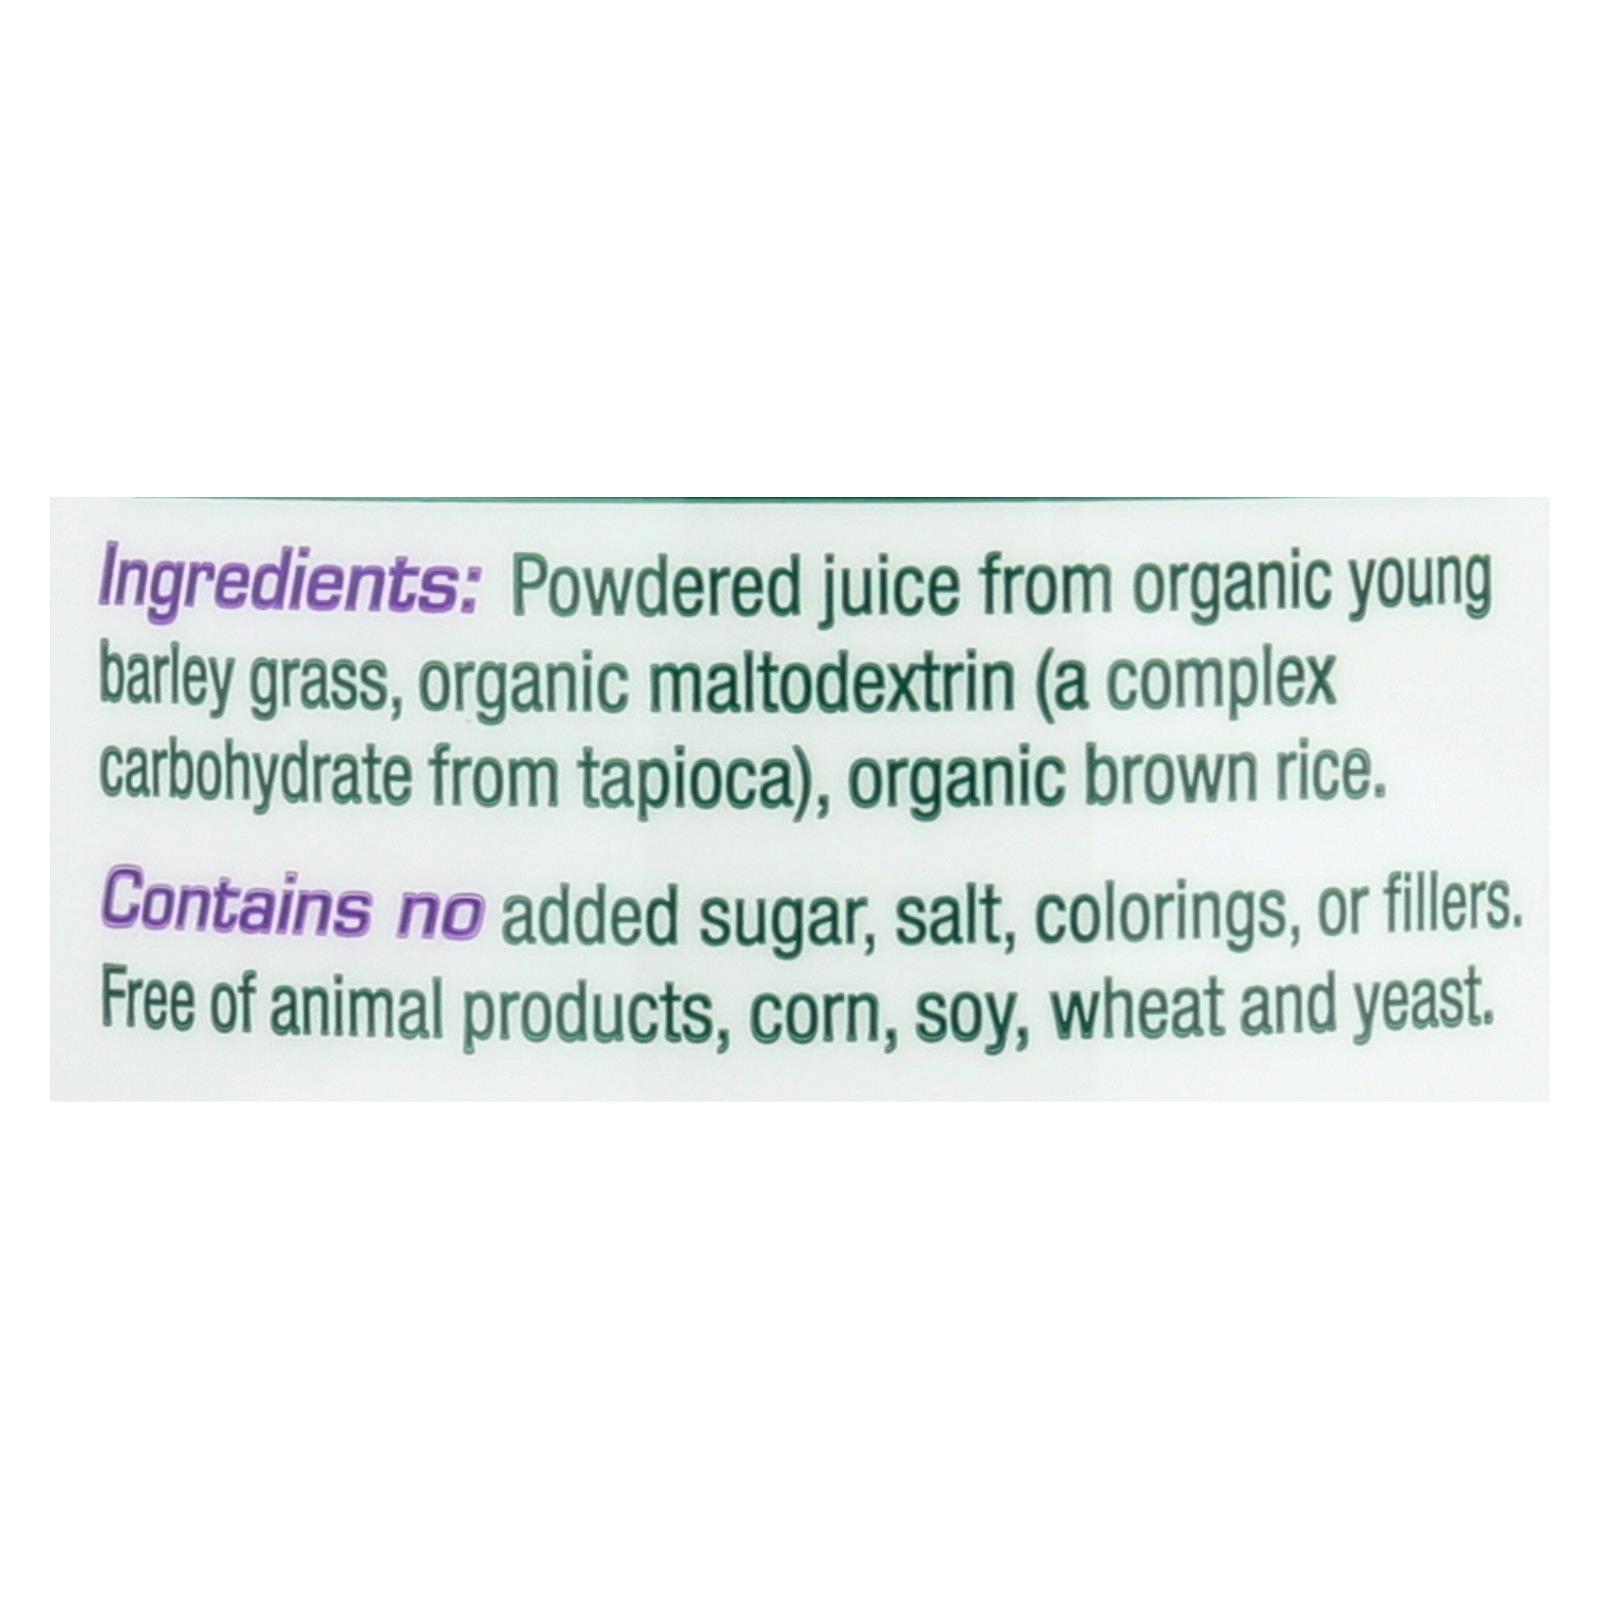 Ingredients: Powdered juice from organic young
barley grass, organic maltodextrin (a complex
carbohydrate from tapioca), organic brown rice.
Contains no added sugar, salt, colorings, or fillers.
Free of animal products, corn, soy, wheat and yeast.